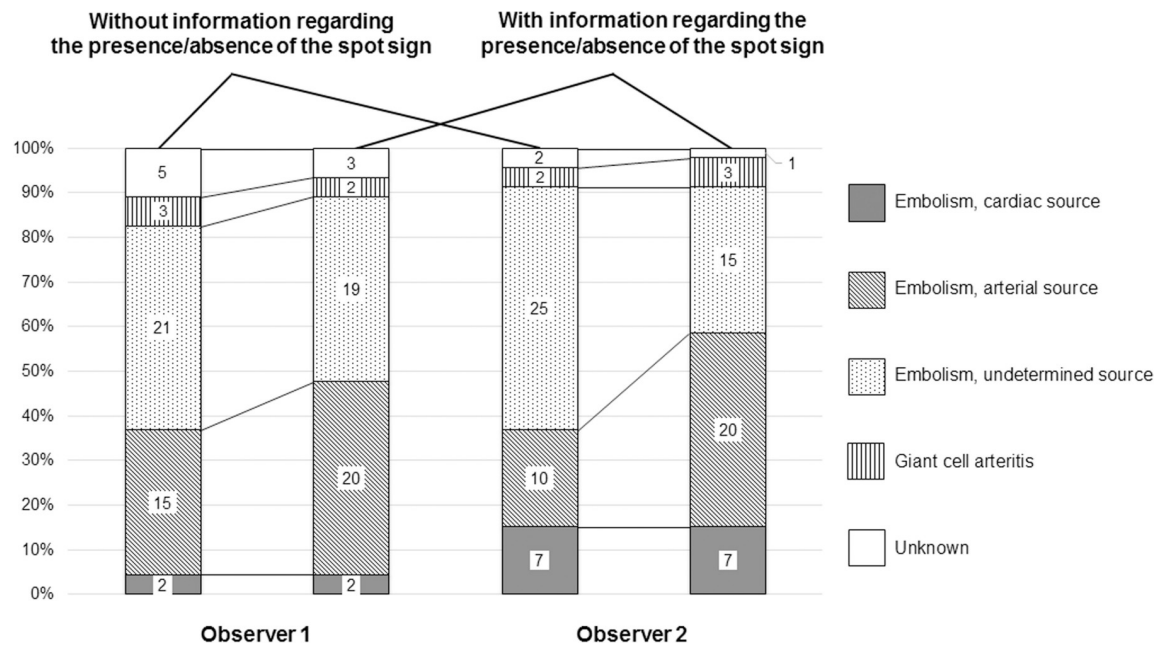 Without information regarding
the presence/absence of the spot sign
With information regarding the
presence/absence of the spot sign
100%
90%
80%
70%
60%
50%
40%
30%
20%
10%
0%
5
3
21
15
2
3
2
19
20
2
2
2
25
10
7
1
3
15
20
7
Observer 1
Observer 2
Embolism, cardiac source
Embolism, arterial source
Embolism, undetermined source
Giant cell arteritis
Unknown